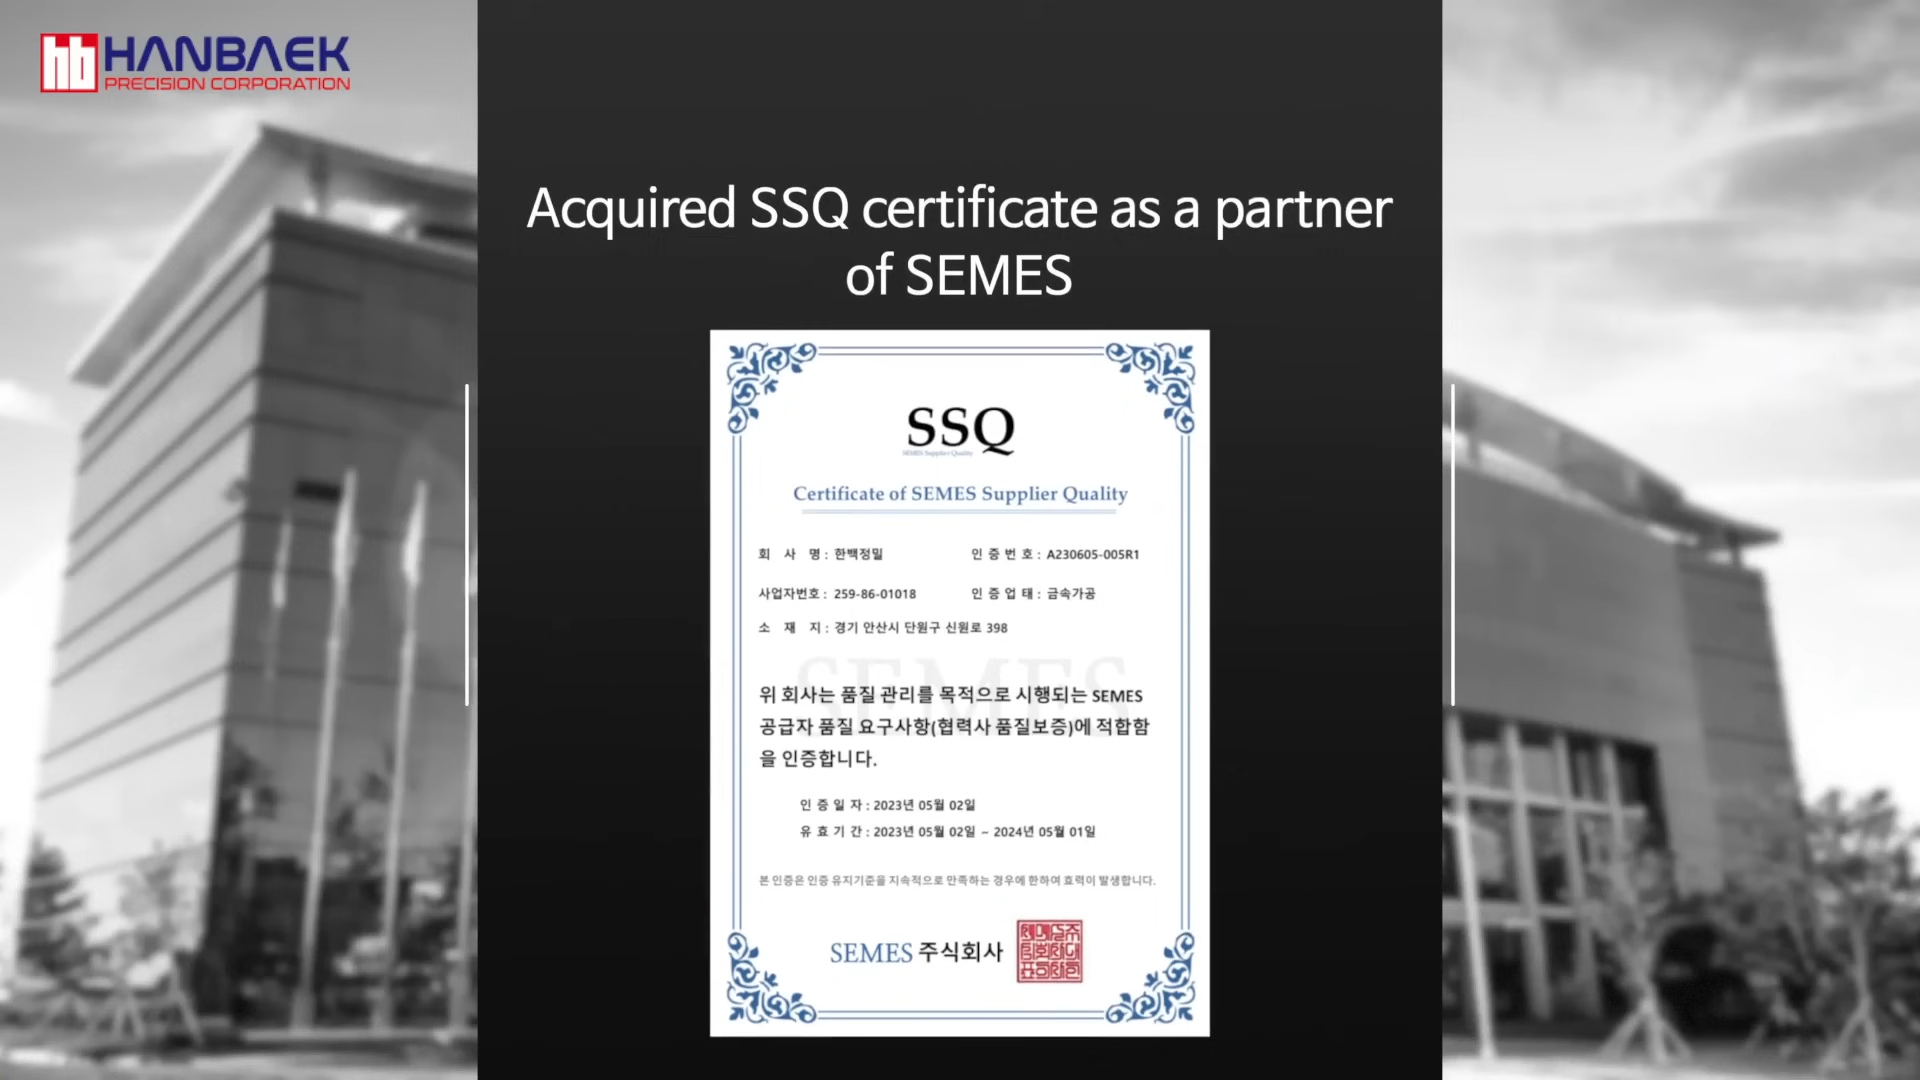 hb HANBAEK
PRECISION CORPORATION
Acquired SSQ certificate as a partner
of SEMES
SSQ
SEMES Supplier Quality
Certificate of SEMES Supplier Quality
회 사 명 : 한백정밀 인 증 번 호 : A230605-005R1
사업자번호 : 259-86-01018 인 증 업 태 : 금속가공
소 재 지 : 경기 안산시 단원구 신원로 398
SEMES
위 회사는 품질 관리를 목적으로 시행되는 SEMES
공급자 품질 요구사항(협력사 품질보증)에 적합함
을 인증합니다.
인 증 일 자 : 2023년 05월 02일
유 효 기 간 : 2023년 05월 02일 ~ 2024년 05월 01일
본 인증은 인증 유지기준을 지속적으로 만족하는 경우에 한하여 효력이 발생합니다.
SEMES 주식회사